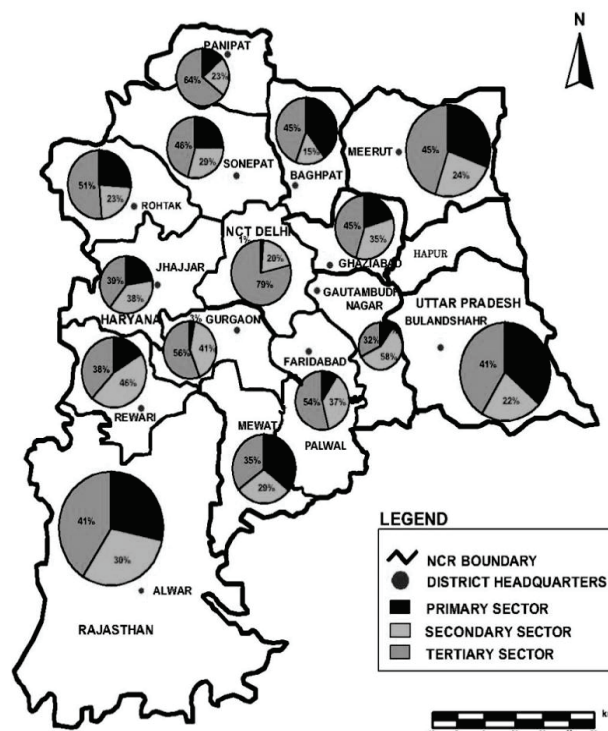 N
PANIPAT
64%
23%
46%
29%
SONEPAT
45%
15%
BAGHPAT
MEERUT
45%
24%
51%
23%
ROHTAK
NCT DELHI
1%
20%
79%
45%
35%
GHAZIABAD
HAPUR
JHAJJAR
39%
38%
HARYANA
GAUTAMBUDH
NAGAR
UTTAR PRADESH
BULANDSHAHR
3%
GURGAON
56%
41%
32%
58%
FARIDABAD
38%
46%
REWARI
54%
37%
PALWAL
41%
22%
MEWAT
35%
29%
41%
30%
ALWAR
RAJASTHAN
LEGEND
NCR BOUNDARY
DISTRICT HEADQUARTERS
PRIMARY SECTOR
SECONDARY SECTOR
TERTIARY SECTOR